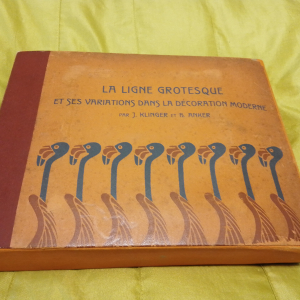 LA LIGNE GROTESQUE
ET SES VARIATIONS DANS LA DÉCORATION MODERNE
PAR J. KLINGER ET H. ANKER